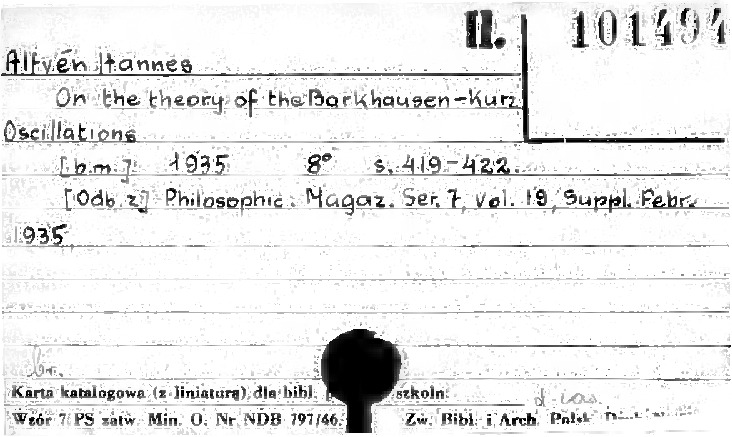 II. 101494
Alfvén Hannes
On the theory of the Barkhausen-Kurz
Oscillations
[b.m.] 1935 8° s. 419-422.
[Odb. z] Philosophic. Magaz. Ser. 7, vol. 19, Suppl. Febr.
1935
br.
Karta katalogowa (z liniaturą) dla bibl. szkoln.
Wzór 7 PS zatw. Min. O. Nr NDB 797/46. Zw. Bibl. i Arch. Polsk.